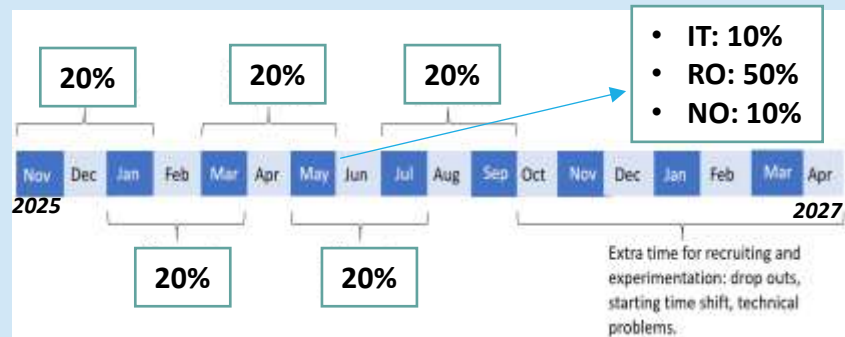 • IT: 10%
• RO: 50%
• NO: 10%
20% 20% 20%
Nov Dec Jan Feb Mar Apr May Jun Jul Aug Sep Oct Nov Dec Jan Feb Mar Apr
2025 2027
20% 20%
Extra time for recruiting and
experimentation: drop outs,
starting time shift, technical
problems.